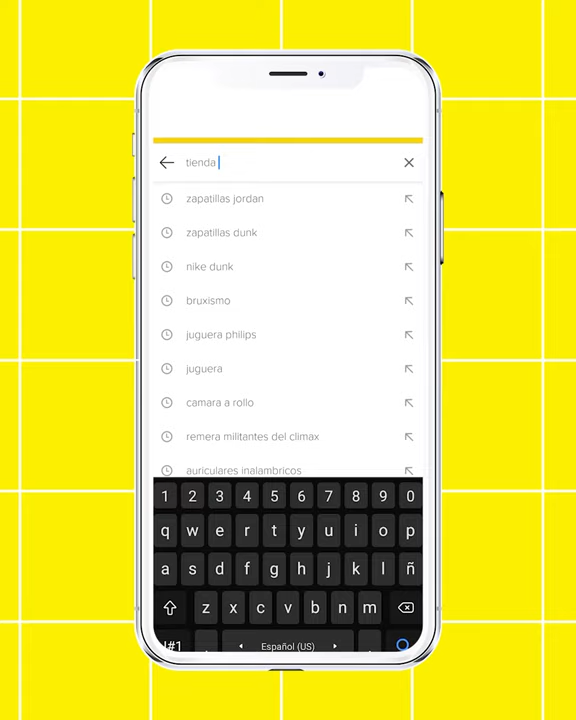 tienda
zapatillas jordan
zapatillas dunk
nike dunk
bruxismo
juguera philips
juguera
camara a rollo
remera militantes del climax
auriculares inalambricos
1 2 3 4 5 6 7 8 9 0
q w e r t y u i o p
a s d f g h j k l ñ
z x c v b n m
!#1 , Español (US) .